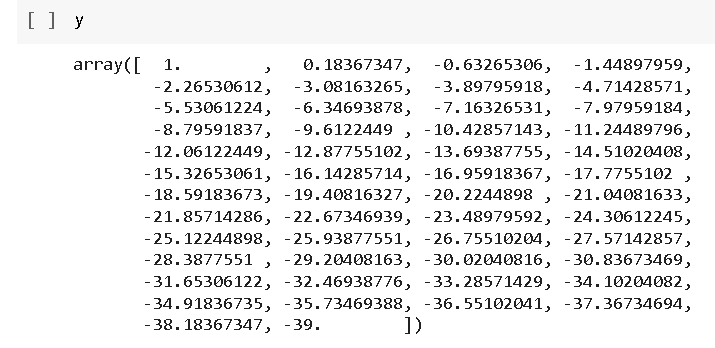 [ ] y
array([  1.        ,   0.18367347,  -0.63265306,  -1.44897959,
        -2.26530612,  -3.08163265,  -3.89795918,  -4.71428571,
        -5.53061224,  -6.34693878,  -7.16326531,  -7.97959184,
        -8.79591837,  -9.6122449 , -10.42857143, -11.24489796,
       -12.06122449, -12.87755102, -13.69387755, -14.51020408,
       -15.32653061, -16.14285714, -16.95918367, -17.7755102 ,
       -18.59183673, -19.40816327, -20.2244898 , -21.04081633,
       -21.85714286, -22.67346939, -23.48979592, -24.30612245,
       -25.12244898, -25.93877551, -26.75510204, -27.57142857,
       -28.3877551 , -29.20408163, -30.02040816, -30.83673469,
       -31.65306122, -32.46938776, -33.28571429, -34.10204082,
       -34.91836735, -35.73469388, -36.55102041, -37.36734694,
       -38.18367347, -39.        ])